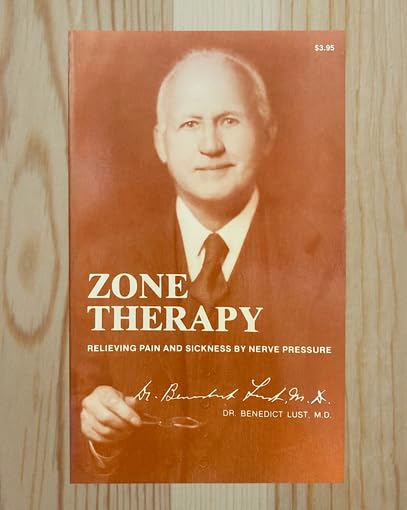 $3.95
ZONE
THERAPY
RELIEVING PAIN AND SICKNESS BY NERVE PRESSURE
Dr. Benedict Lust, M.D.
DR. BENEDICT LUST, M.D.